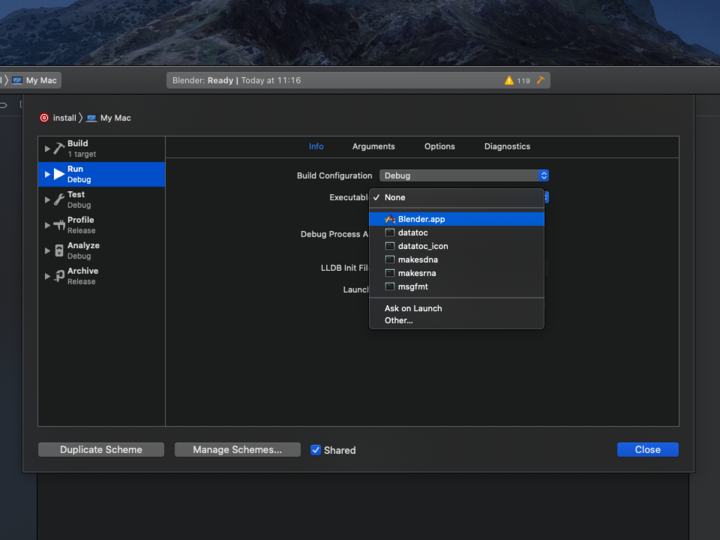 My Mac
Blender: Ready | Today at 11:16
119
install 〉 My Mac
Build
1 target
Run
Debug
Test
Debug
Profile
Release
Analyze
Debug
Archive
Release
Info Arguments Options Diagnostics
Build Configuration Debug
Executabl
None
Blender.app
datatoc
datatoc_icon
makesdna
makesrna
msgfmt
Ask on Launch
Other...
Debug Process A
LLDB Init Fil
Launc
Duplicate Scheme
Manage Schemes...
Shared
Close